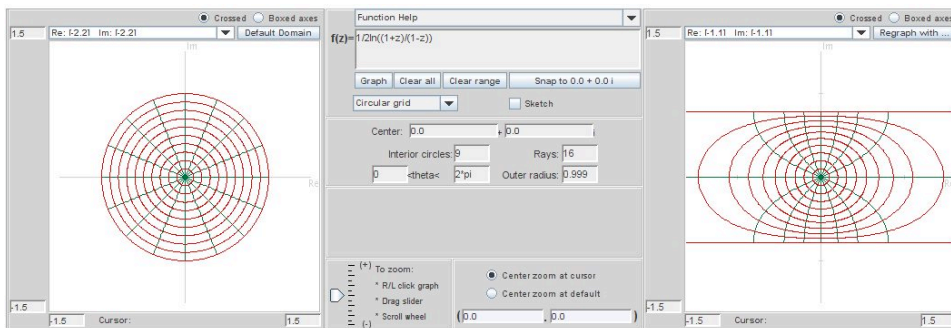 Crossed Boxed axes
1.5 Re: [-2,2] Im: [-2,2] Default Domain
Im
Re
-1.5
-1.5 Cursor: 1.5
Function Help
f(z)= 1/2ln((1+z)/(1-z))
Graph Clear all Clear range Snap to 0.0 + 0.0 i
Circular grid Sketch
Center: 0.0 + 0.0 i
Interior circles: 9 Rays: 16
0 <theta< 2*pi Outer radius: 0.999
(+) To zoom:
* R/L click graph
* Drag slider
* Scroll wheel
(-)
Center zoom at cursor
Center zoom at default
( 0.0 , 0.0 )
Crossed Boxed axes
1.5 Re: [-1,1] Im: [-1,1] Regraph with ...
Im
Re
-1.5
-1.5 Cursor: 1.5